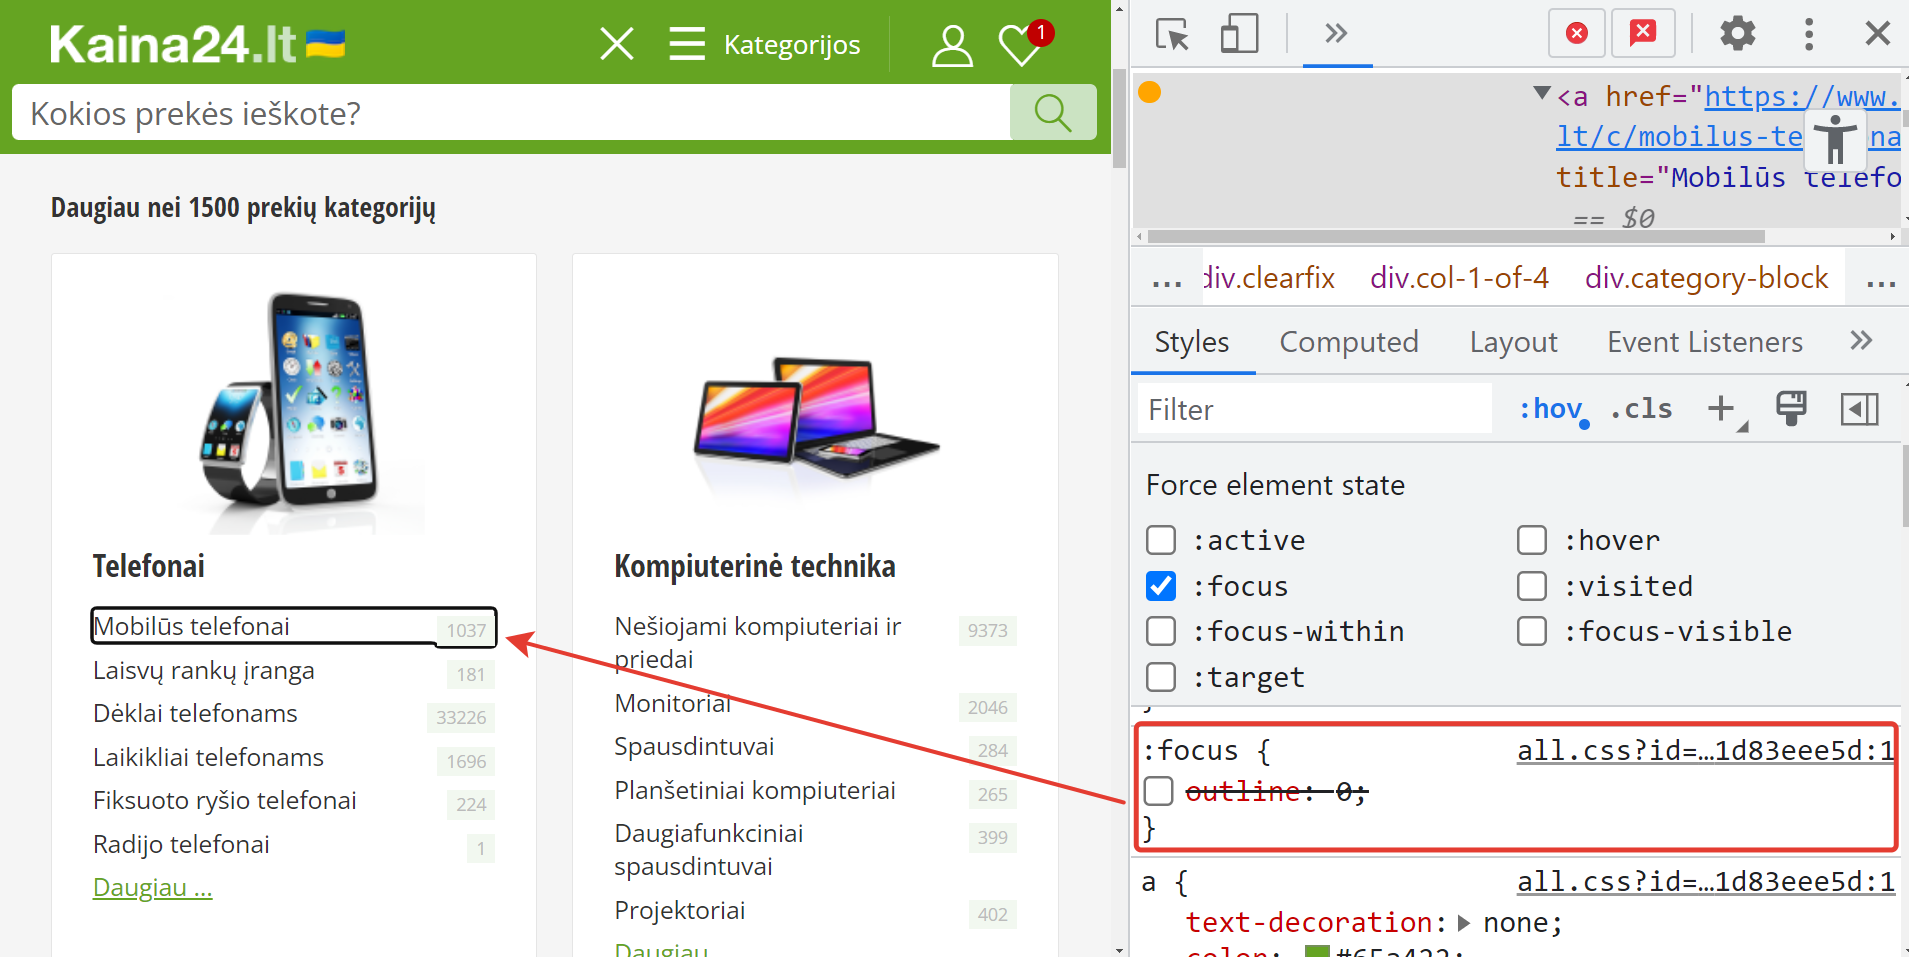 Kaina24.lt
Kategorijos
1
Kokios prekės ieškote?
Daugiau nei 1500 prekių kategorijų
Telefonai
Mobilūs telefonai 1037
Laisvų rankų įranga 181
Dėklai telefonams 33226
Laikikliai telefonams 1696
Fiksuoto ryšio telefonai 224
Radijo telefonai 1
Daugiau ...
Kompiuterinė technika
Nešiojami kompiuteriai ir 9373
priedai
Monitoriai 2046
Spausdintuvai 284
Planšetiniai kompiuteriai 265
Daugiafunkciniai 399
spausdintuvai
Projektoriai 402
Daugiau
<a href="https://www.
lt/c/mobilus-te na
title="Mobilūs telefo
== $0
... div.clearfix div.col-1-of-4 div.category-block ...
Styles Computed Layout Event Listeners
Filter :hov .cls
Force element state
:active :hover
:focus :visited
:focus-within :focus-visible
:target
}
:focus { all.css?id=…1d83eee5d:1
outline: 0;
}
a { all.css?id=…1d83eee5d:1
text-decoration: none;
color: #65a422;